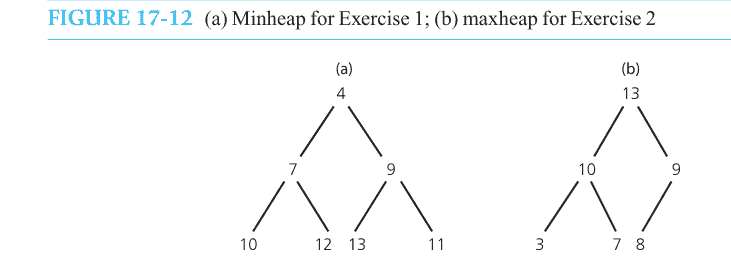 FIGURE 17-12 (a) Minheap for Exercise 1; (b) maxheap for Exercise 2
(a) (b)
4 13
7 9 10 9
10 12 13 11 3 7 8